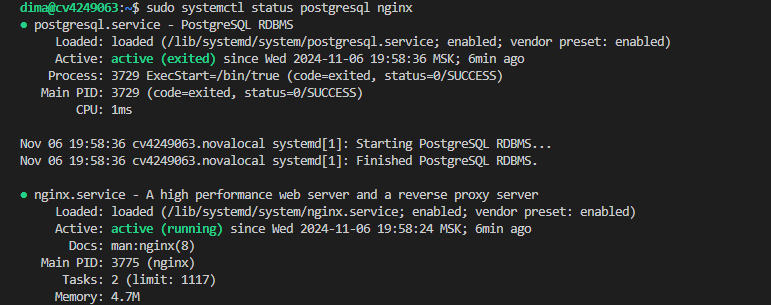 dima@cv4249063:~$ sudo systemctl status postgresql nginx
● postgresql.service - PostgreSQL RDBMS
     Loaded: loaded (/lib/systemd/system/postgresql.service; enabled; vendor preset: enabled)
     Active: active (exited) since Wed 2024-11-06 19:58:36 MSK; 6min ago
    Process: 3729 ExecStart=/bin/true (code=exited, status=0/SUCCESS)
   Main PID: 3729 (code=exited, status=0/SUCCESS)
        CPU: 1ms

Nov 06 19:58:36 cv4249063.novalocal systemd[1]: Starting PostgreSQL RDBMS...
Nov 06 19:58:36 cv4249063.novalocal systemd[1]: Finished PostgreSQL RDBMS.

● nginx.service - A high performance web server and a reverse proxy server
     Loaded: loaded (/lib/systemd/system/nginx.service; enabled; vendor preset: enabled)
     Active: active (running) since Wed 2024-11-06 19:58:24 MSK; 6min ago
       Docs: man:nginx(8)
   Main PID: 3775 (nginx)
      Tasks: 2 (limit: 1117)
     Memory: 4.7M